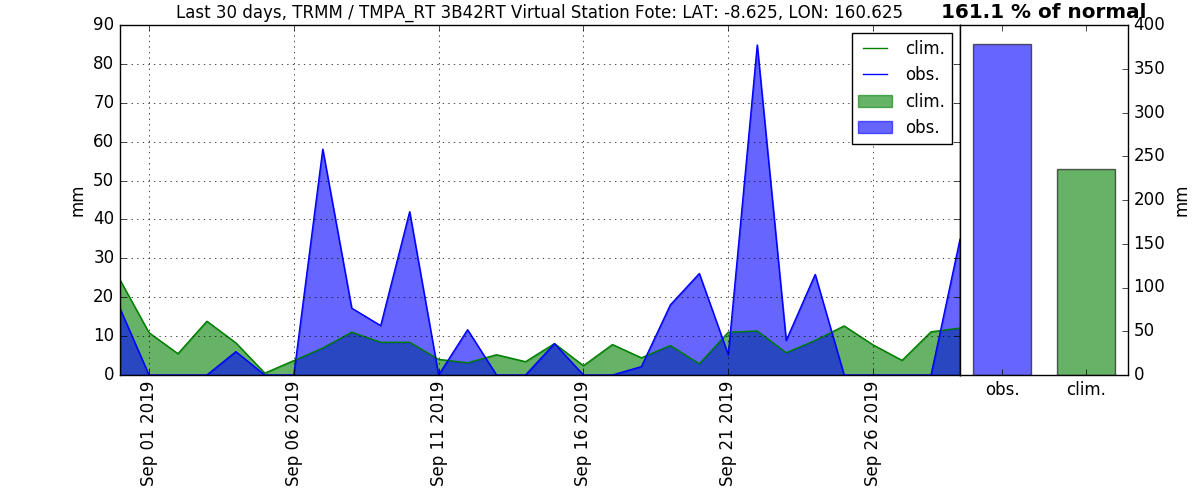 Last 30 days, TRMM / TMPA_RT 3B42RT Virtual Station Fote: LAT: -8.625, LON: 160.625
161.1 % of normal
90
80
70
60
50
40
30
20
10
0
mm
clim.
obs.
clim.
obs.
Sep 01 2019
Sep 06 2019
Sep 11 2019
Sep 16 2019
Sep 21 2019
Sep 26 2019
400
350
300
250
200
150
100
50
0
mm
obs.
clim.